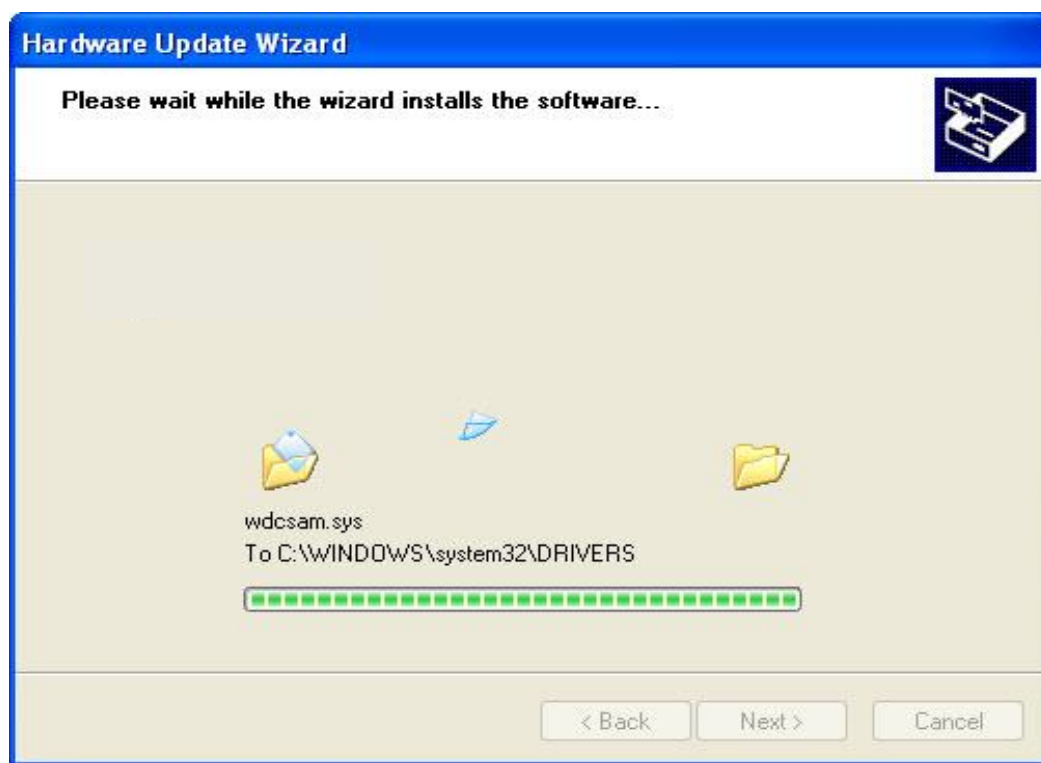 Hardware Update Wizard
Please wait while the wizard installs the software...
wdcsam.sys
To C:\WINDOWS\system32\DRIVERS
< Back Next > Cancel